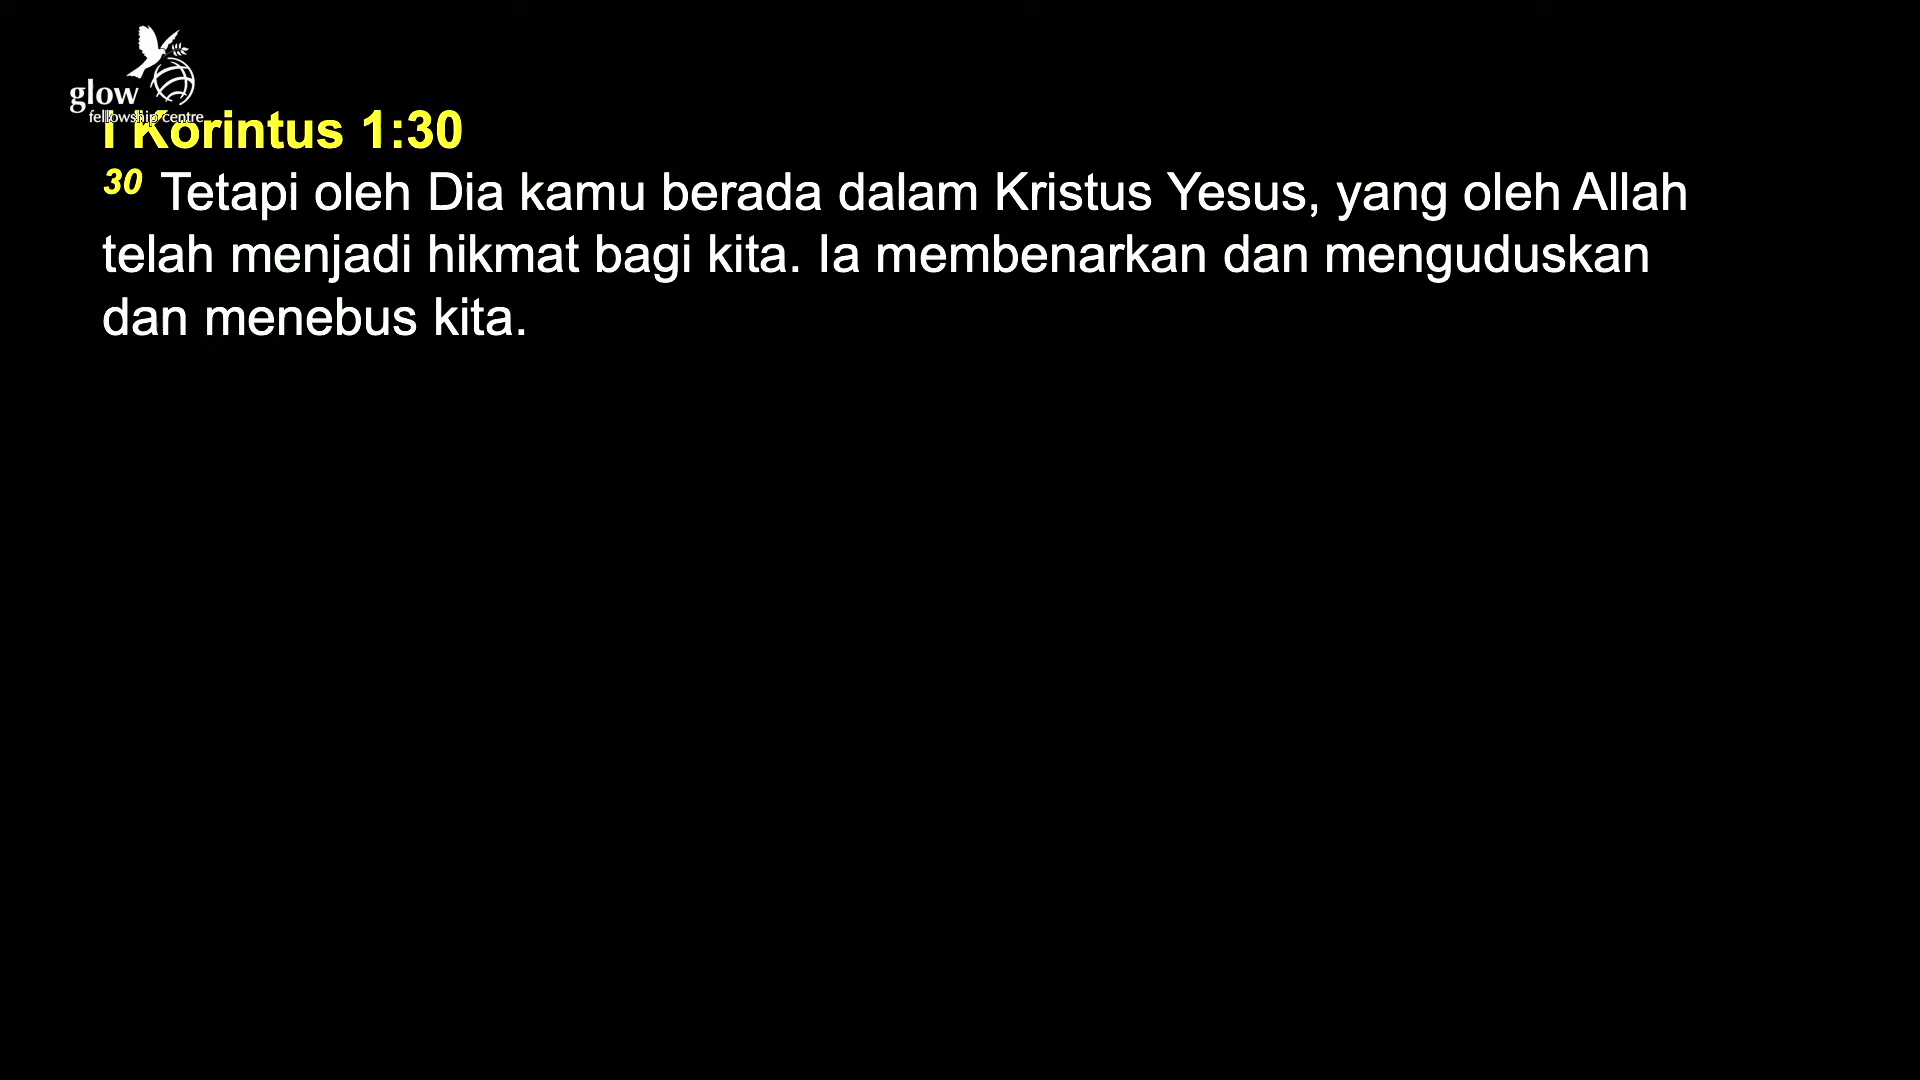 glow
fellowship centre
I Korintus 1:30
30 Tetapi oleh Dia kamu berada dalam Kristus Yesus, yang oleh Allah
telah menjadi hikmat bagi kita. Ia membenarkan dan menguduskan
dan menebus kita.